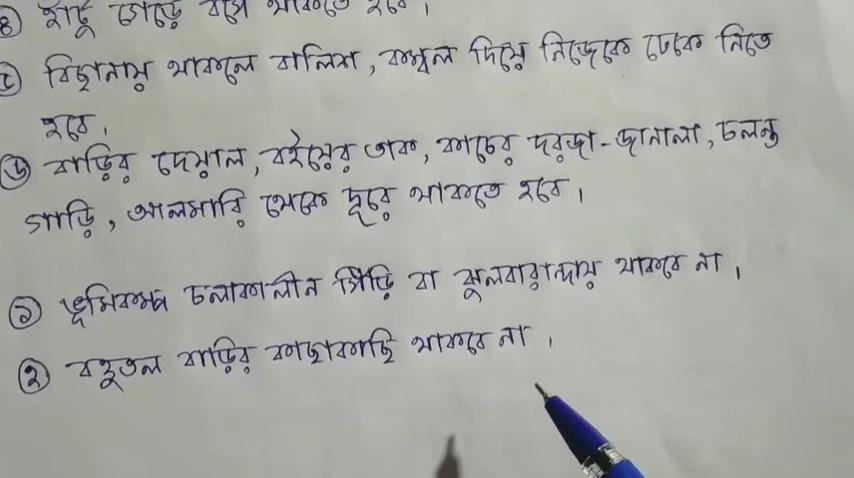 ৪ হাঁটু গেড়ে বসে থাকতে হবে।
৫ বিছানায় থাকলে বালিশ, কম্বল দিয়ে নিজেকে ঢেকে নিতে
হবে।
৬ বাড়ির দেয়াল, বইয়ের তাক, কাচের দরজা-জানালা, চলন্ত
গাড়ি, আলমারি থেকে দূরে থাকতে হবে।
১ ভূমিকম্প চলাকালীন সিঁড়ি বা ঝুলবারান্দায় থাকবে না।
২ বহুতল বাড়ির কাছাকাছি থাকবে না।